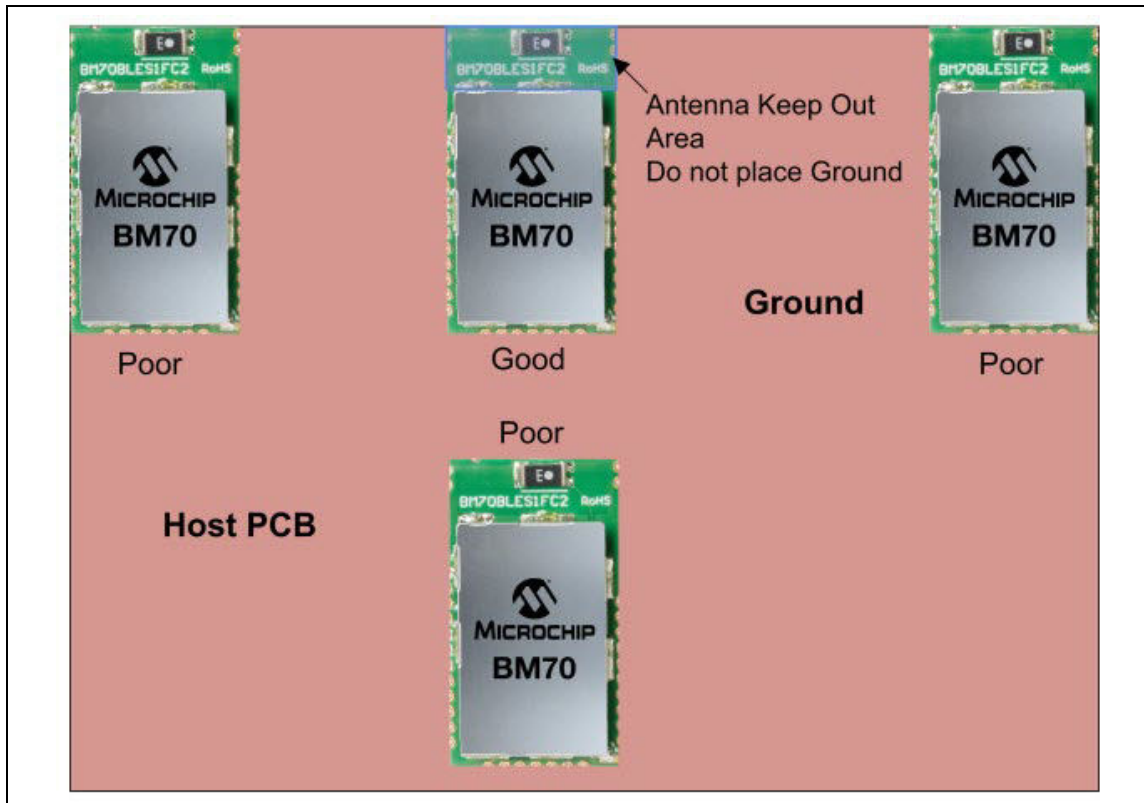 E
BM70BLES1FC2 RoHS
MICROCHIP
BM70
Poor
E
BM70BLES1FC2 RoHS
MICROCHIP
BM70
Good
Antenna Keep Out
Area
Do not place Ground
E
BM70BLES1FC2 RoHS
MICROCHIP
BM70
Poor
Ground
Host PCB
Poor
E
BM70BLES1FC2 RoHS
MICROCHIP
BM70